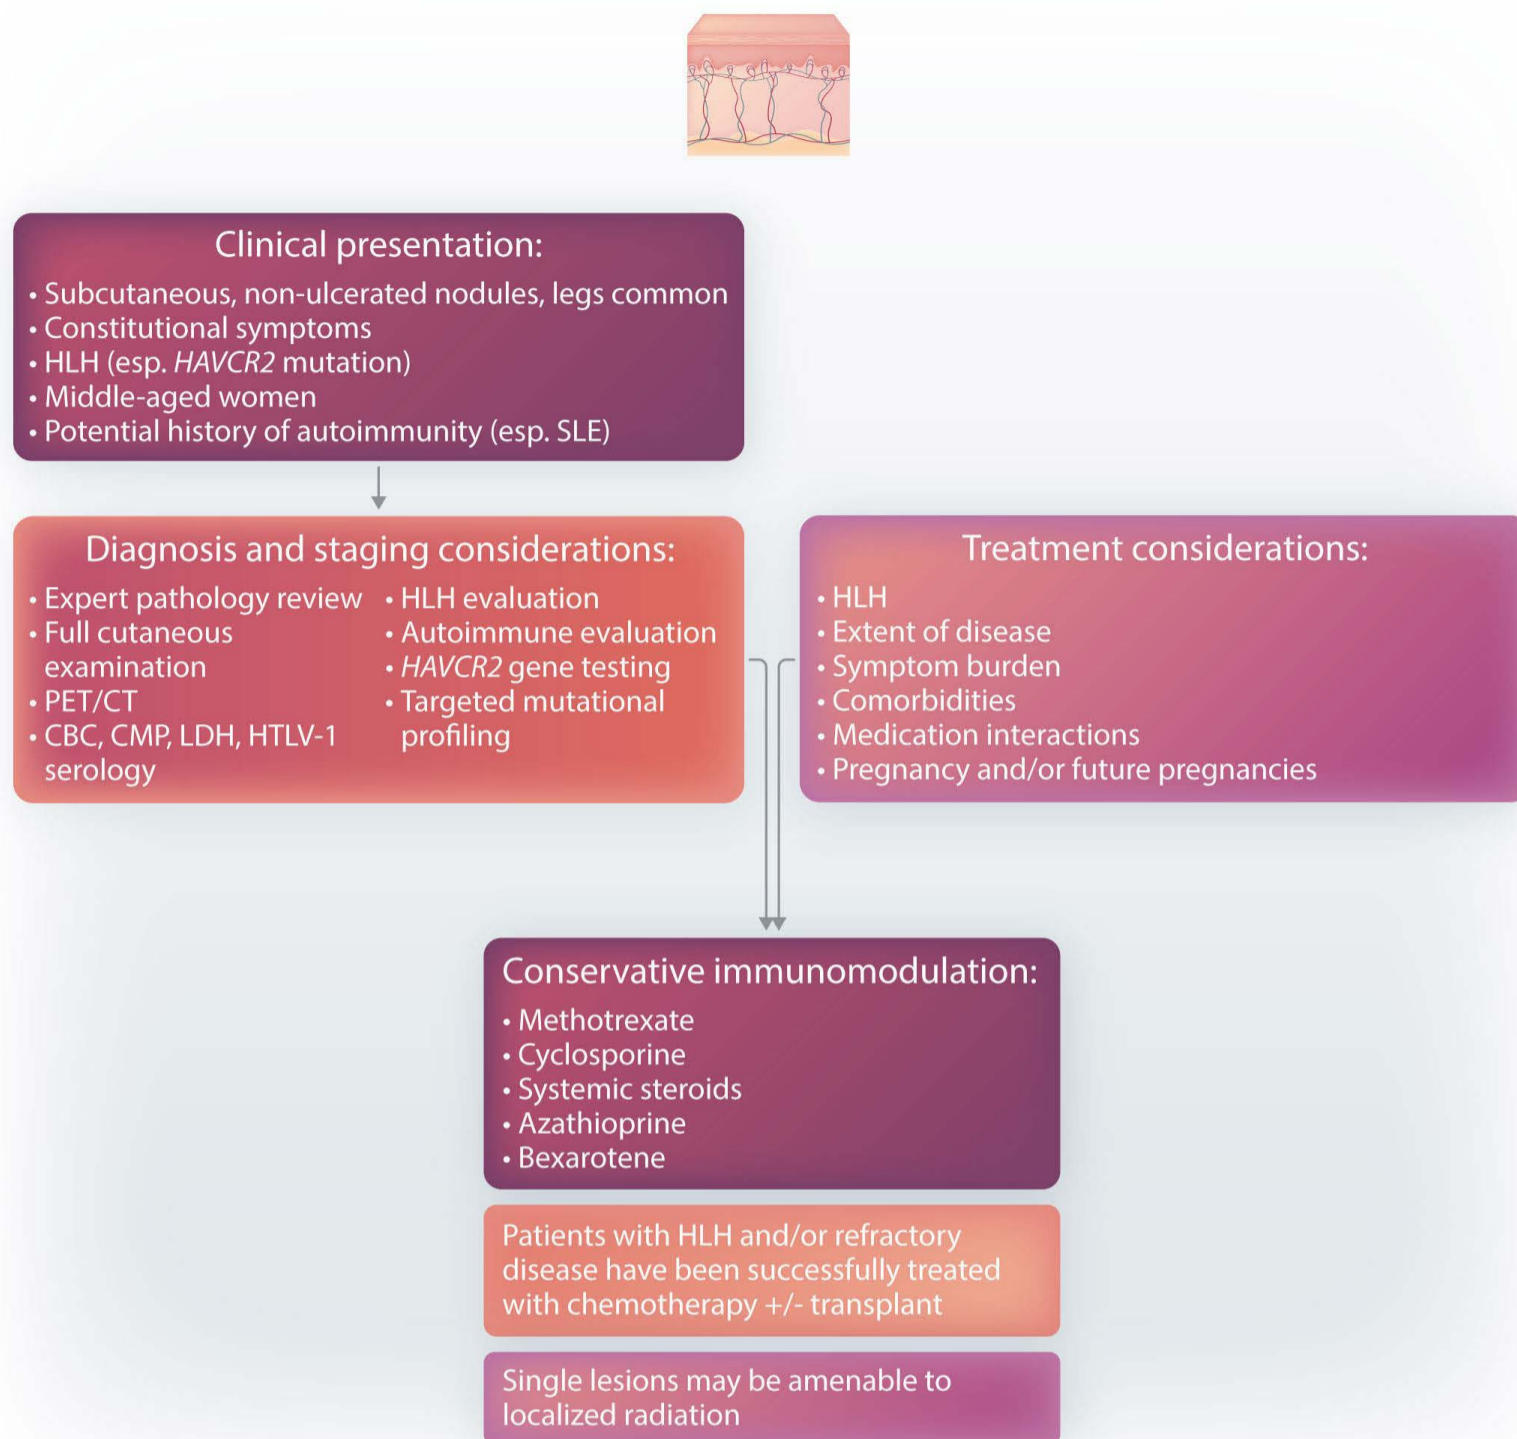 Clinical presentation:
• Subcutaneous, non-ulcerated nodules, legs common
• Constitutional symptoms
• HLH (esp. HAVCR2 mutation)
• Middle-aged women
• Potential history of autoimmunity (esp. SLE)
Diagnosis and staging considerations:
• Expert pathology review
• Full cutaneous
examination
• PET/CT
• CBC, CMP, LDH, HTLV-1
serology
• HLH evaluation
• Autoimmune evaluation
• HAVCR2 gene testing
• Targeted mutational
profiling
Treatment considerations:
• HLH
• Extent of disease
• Symptom burden
• Comorbidities
• Medication interactions
• Pregnancy and/or future pregnancies
Conservative immunomodulation:
• Methotrexate
• Cyclosporine
• Systemic steroids
• Azathioprine
• Bexarotene
Patients with HLH and/or refractory
disease have been successfully treated
with chemotherapy +/- transplant
Single lesions may be amenable to
localized radiation